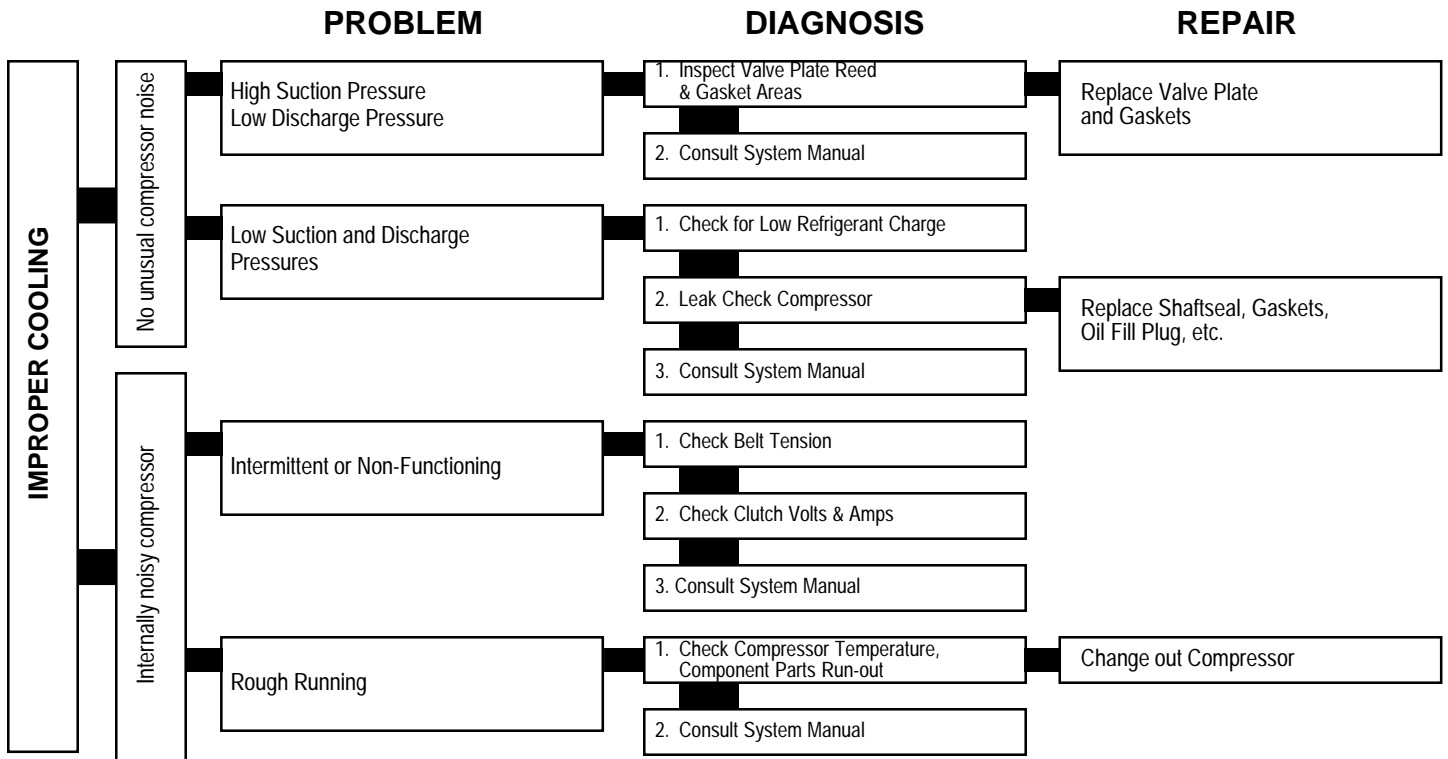 PROBLEM
DIAGNOSIS
REPAIR
IMPROPER COOLING
No unusual compressor noise
High Suction Pressure
Low Discharge Pressure
1. Inspect Valve Plate Reed
& Gasket Areas
Replace Valve Plate
and Gaskets
2. Consult System Manual
Low Suction and Discharge
Pressures
1. Check for Low Refrigerant Charge
2. Leak Check Compressor
Replace Shaftseal, Gaskets,
Oil Fill Plug, etc.
3. Consult System Manual
Internally noisy compressor
Intermittent or Non-Functioning
1. Check Belt Tension
2. Check Clutch Volts & Amps
3. Consult System Manual
Rough Running
1. Check Compressor Temperature,
Component Parts Run-out
Change out Compressor
2. Consult System Manual